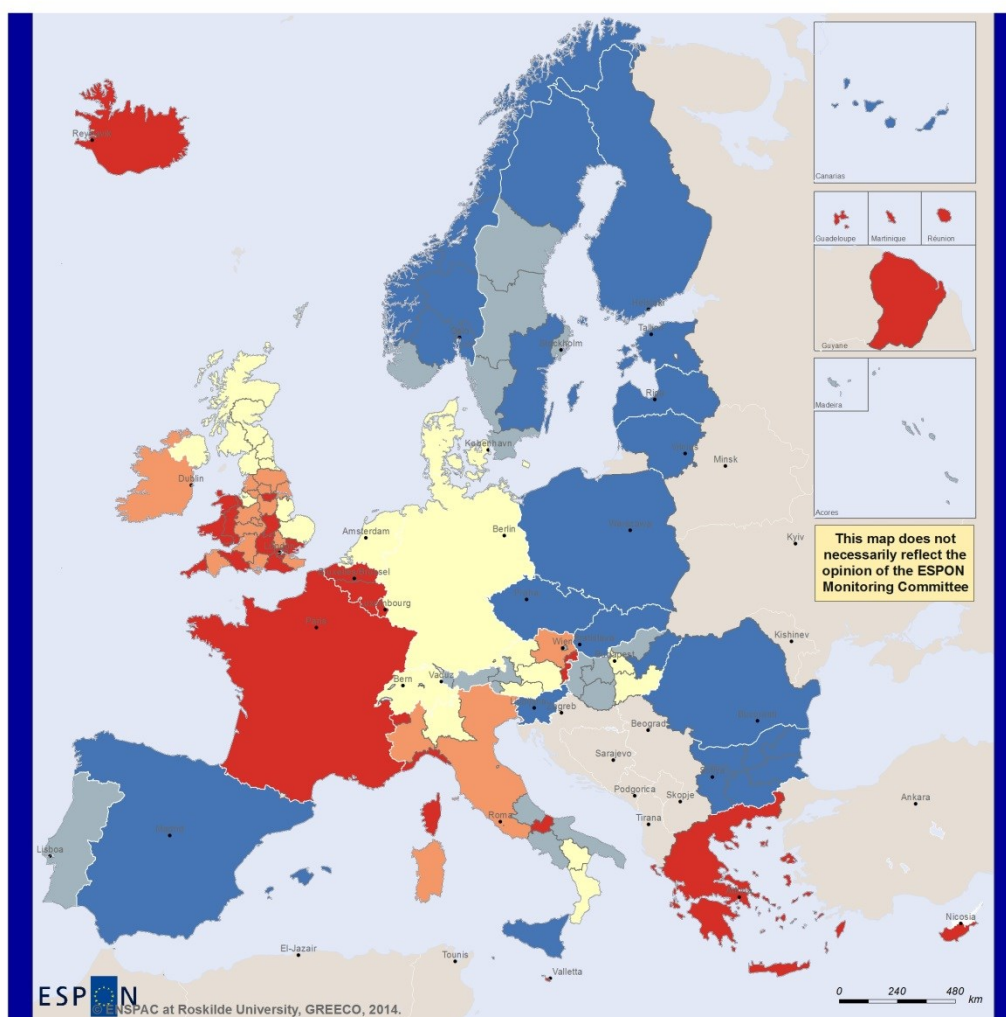 Reykjavik
Canarias
Guadeloupe
Martinique
Réunion
Guyane
Madeira
Acores
This map does not
necessarily reflect the
opinion of the ESPON
Monitoring Committee
Stockholm
København
Minsk
Dublin
Amsterdam
Berlin
Kyiv
Kishinev
Bern
Vaduz
Wien
Zagreb
Beograd
Sarajevo
Podgorica
Skopje
Tirana
Ankara
Roma
Lisboa
Nicosia
El-Jazair
Tounis
Valletta
ESPON
© ENSPAC at Roskilde University, GREECO, 2014.
0 240 480
km